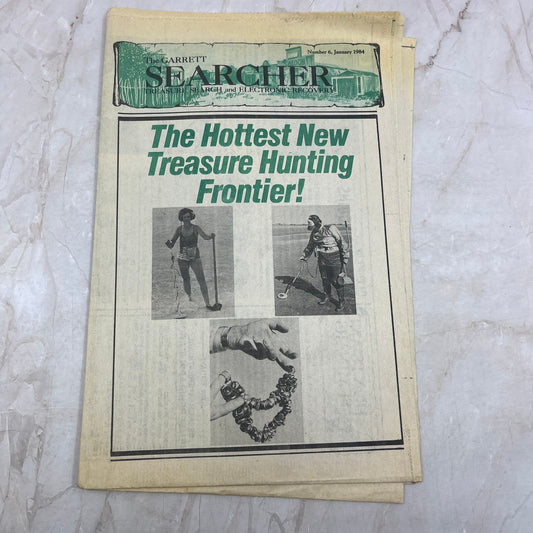 Number 6, January 1984
The GARRETT
SEARCHER
TREASURE SEARCH and ELECTRONIC RECOVERY
The Hottest New
Treasure Hunting
Frontier!